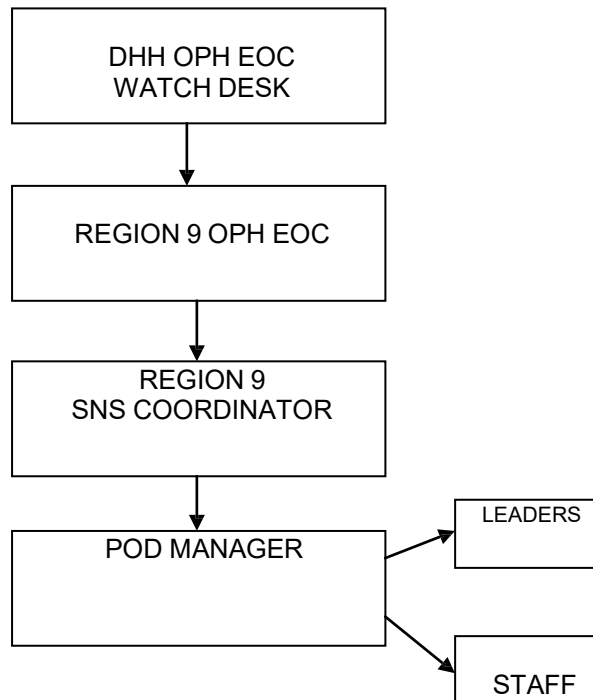 DHH OPH EOC
WATCH DESK
REGION 9 OPH EOC
REGION 9
SNS COORDINATOR
POD MANAGER
LEADERS
STAFF